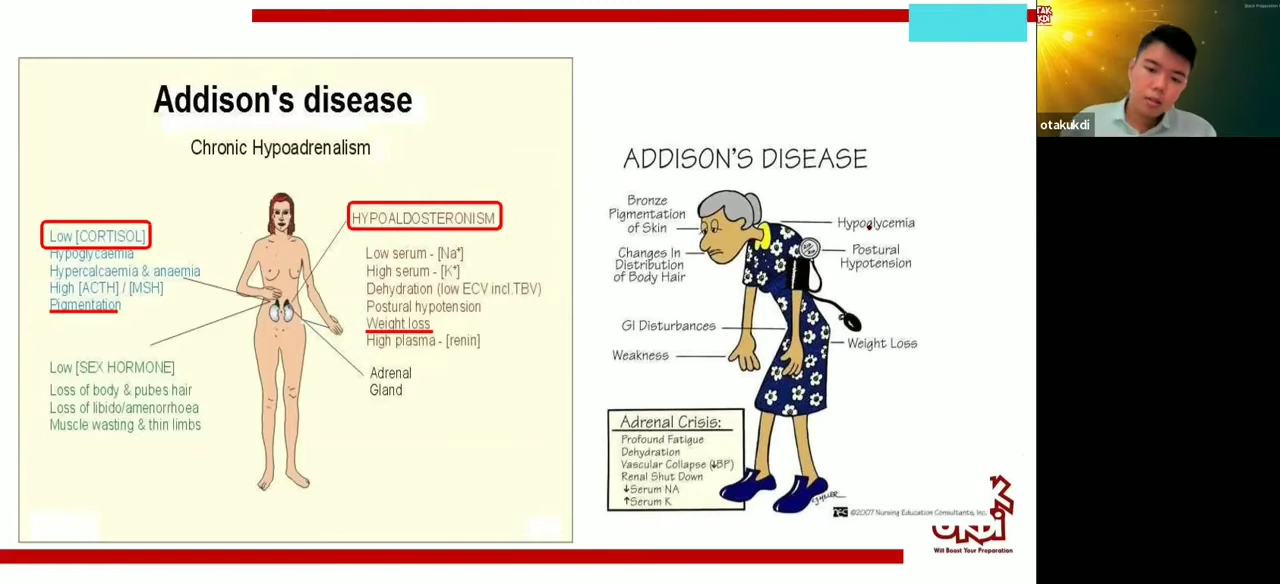 Addison's disease
Chronic Hypoadrenalism
Low [CORTISOL]
Hypoglycaemia
Hypercalcaemia & anaemia
High [ACTH] / [MSH]
Pigmentation
Low [SEX HORMONE]
Loss of body & pubes hair
Loss of libido/amenorrhoea
Muscle wasting & thin limbs
HYPOALDOSTERONISM
Low serum - [Na⁺]
High serum - [K⁺]
Dehydration (low ECV incl.TBV)
Postural hypotension
Weight loss
High plasma - [renin]
Adrenal
Gland
ADDISON'S DISEASE
Bronze
Pigmentation
of Skin
Changes In
Distribution
of Body Hair
GI Disturbances
Weakness
Hypoglycemia
Postural
Hypotension
Weight Loss
Adrenal Crisis:
Profound Fatigue
Dehydration
Vascular Collapse (↓BP)
Renal Shut Down
↓Serum NA
↑Serum K
©2007 Nursing Education Consultants, Inc.
Will Boost Your Preparation
otakukdi